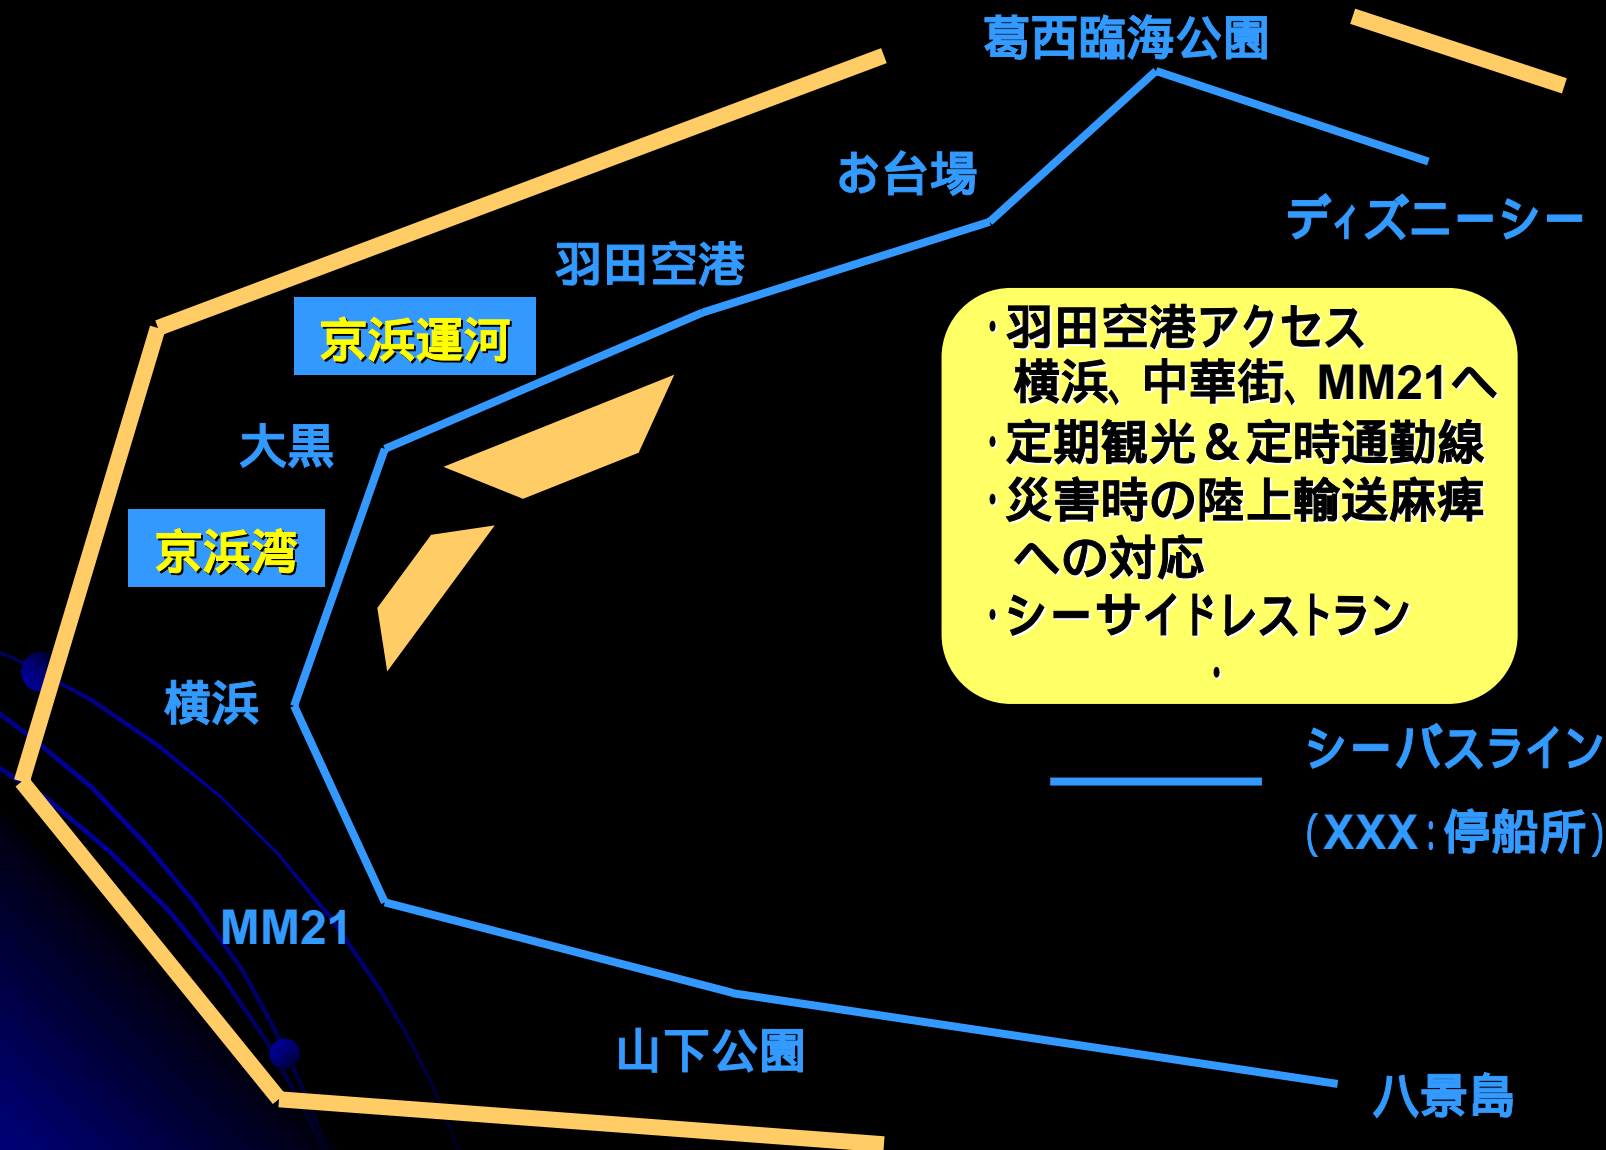 葛西臨海公園
お台場
ディズニーシー
羽田空港
京浜運河
・羽田空港アクセス
横浜、中華街、MM21へ
・定期観光＆定時通勤線
・災害時の陸上輸送麻痺
への対応
・シーサイドレストラン
・
大黒
京浜湾
横浜
シーバスライン
(XXX:停船所)
MM21
山下公園
八景島